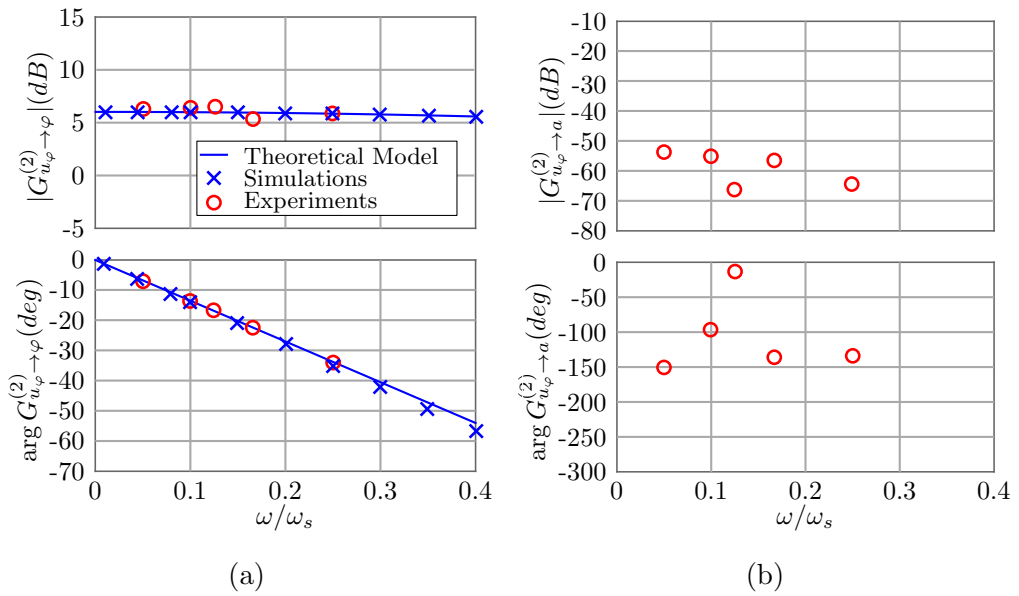 15
10
5
0
-5
|G^{(2)}_{u_φ→φ}|(dB)
Theoretical Model
Simulations
Experiments
0
-10
-20
-30
-40
-50
-60
-70
arg G^{(2)}_{u_φ→φ}(deg)
0 0.1 0.2 0.3 0.4
ω/ω_s
(a)
-10
-20
-30
-40
-50
-60
-70
-80
|G^{(2)}_{u_φ→a}|(dB)
0
-50
-100
-150
-200
-250
-300
arg G^{(2)}_{u_φ→a}(deg)
0 0.1 0.2 0.3 0.4
ω/ω_s
(b)